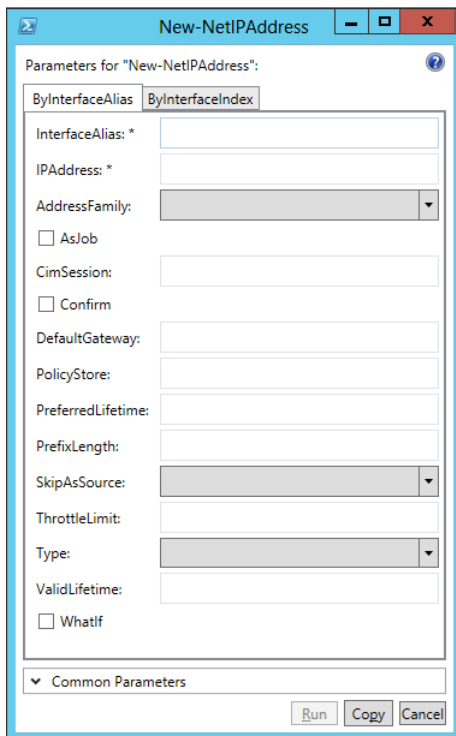 New-NetIPAddress
Parameters for "New-NetIPAddress":
ByInterfaceAlias ByInterfaceIndex
InterfaceAlias: *
IPAddress: *
AddressFamily:
AsJob
CimSession:
Confirm
DefaultGateway:
PolicyStore:
PreferredLifetime:
PrefixLength:
SkipAsSource:
ThrottleLimit:
Type:
ValidLifetime:
WhatIf
Common Parameters
Run Copy Cancel